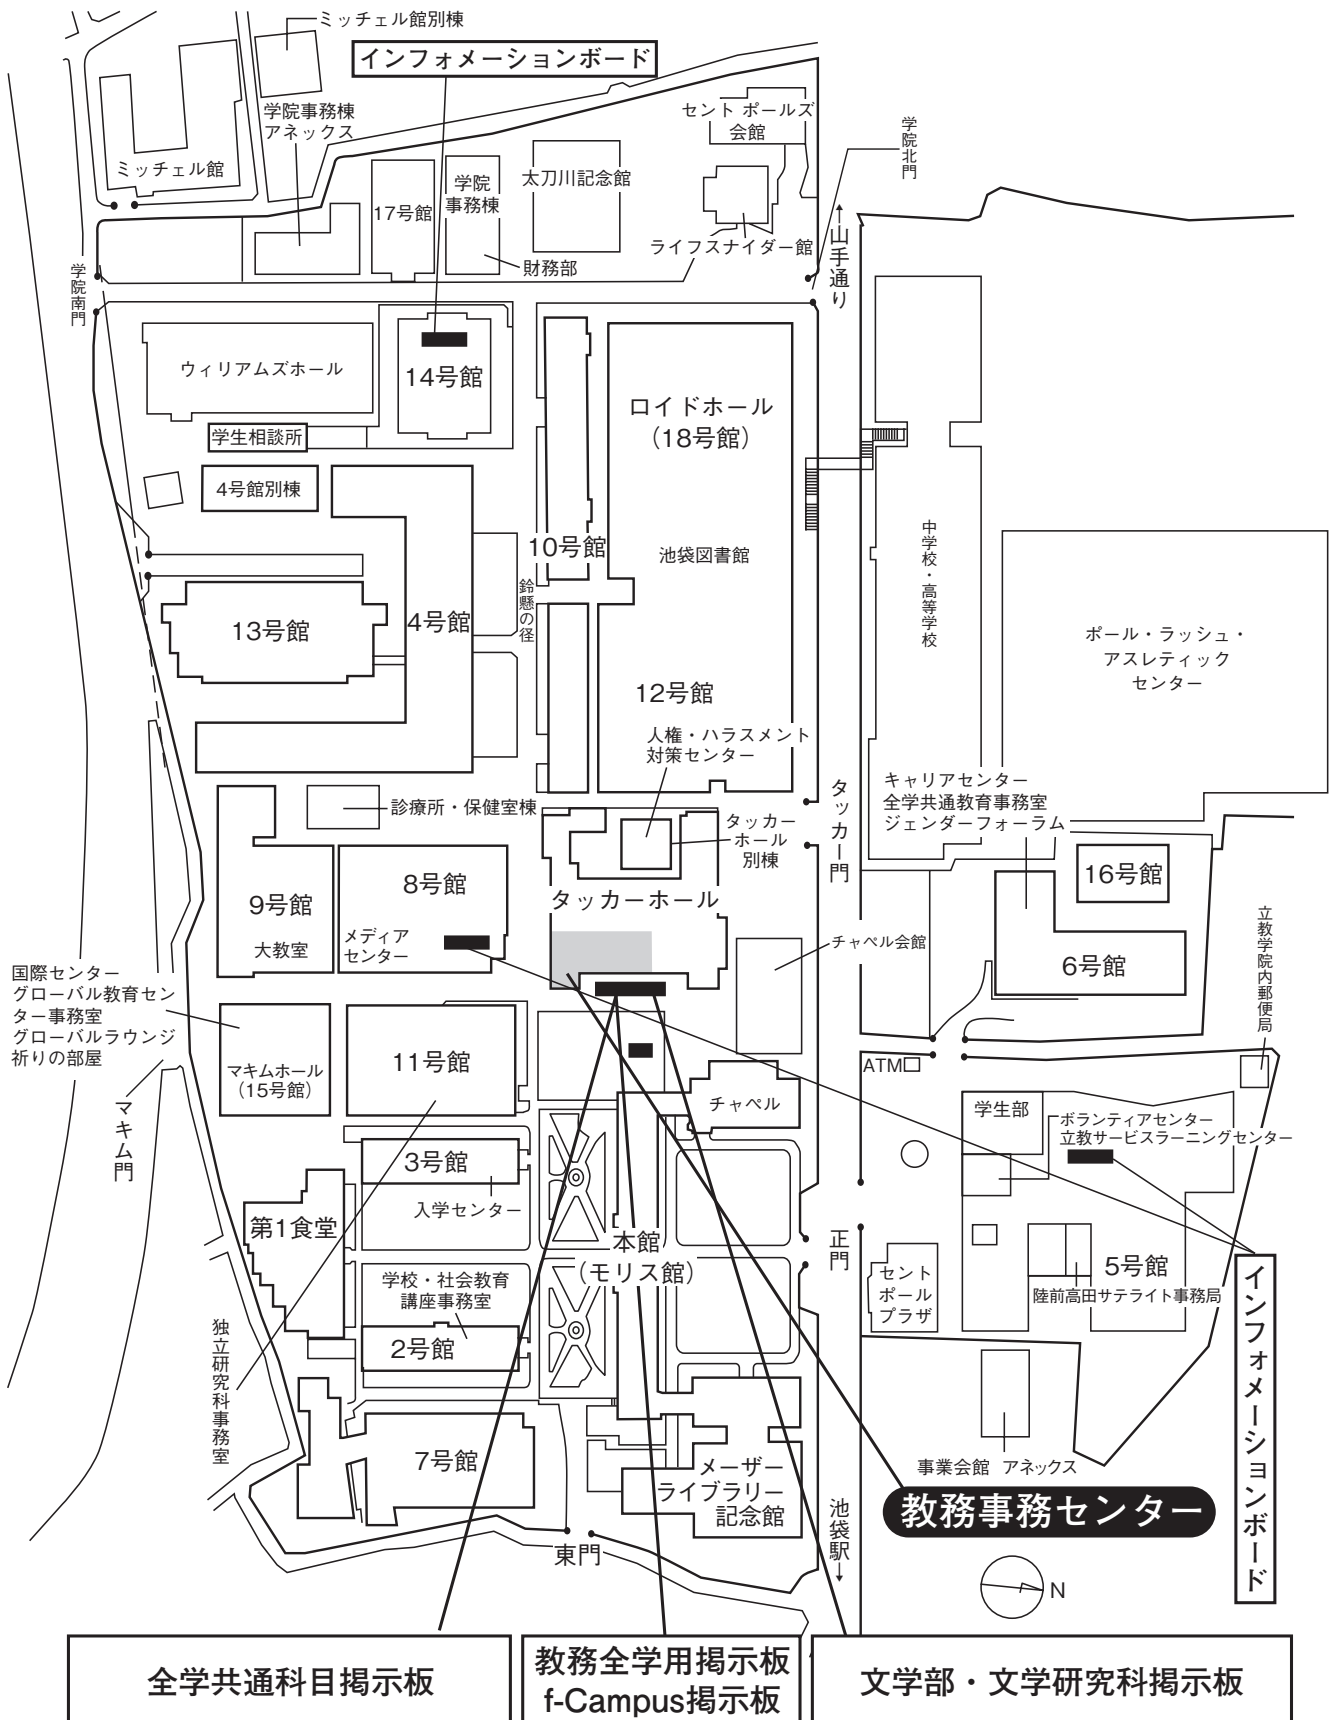 ミッチェル館別棟
インフォメーションボード
学院事務棟
アネックス
ミッチェル館
セント ポールズ
会館
学院北門
17号館
学院
事務棟
太刀川記念館
ライフスナイダー館
財務部
↑山手通り
学院南門
ウィリアムズホール
14号館
ロイドホール
(18号館)
学生相談所
4号館別棟
10号館
池袋図書館
中学校・高等学校
鈴懸の径
13号館
4号館
ポール・ラッシュ・
アスレティック
センター
12号館
人権・ハラスメント
対策センター
キャリアセンター
全学共通教育事務室
ジェンダーフォーラム
診療所・保健室棟
タッカー
ホール
別棟
タッカー門
16号館
8号館
9号館
タッカーホール
大教室
メディア
センター
チャペル会館
6号館
立教学院内郵便局
国際センター
グローバル教育セン
ター事務室
グローバルラウンジ
祈りの部屋
11号館
マキムホール
(15号館)
ATM
チャペル
学生部
ボランティアセンター
立教サービスラーニングセンター
マキム門
3号館
入学センター
第1食堂
本館
(モリス館)
正門
セント
ポール
プラザ
5号館
陸前高田サテライト事務局
インフォメーションボード
学校・社会教育
講座事務室
2号館
独立研究科事務室
7号館
メーザー
ライブラリー
記念館
事業会館 アネックス
教務事務センター
池袋駅↓
東門
N
全学共通科目掲示板
教務全学用掲示板
f-Campus掲示板
文学部・文学研究科掲示板